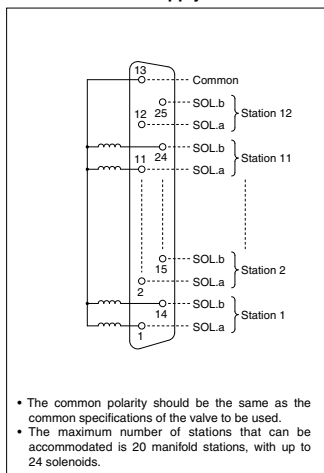 13
Common
SOL.b
12 25
Station 12
SOL.a
SOL.b
11 24
Station 11
SOL.a
SOL.b
15
Station 2
SOL.a
2
SOL.b
14
Station 1
SOL.a
1
• The common polarity should be the same as the
common specifications of the valve to be used.
• The maximum number of stations that can be
accommodated is 20 manifold stations, with up to
24 solenoids.